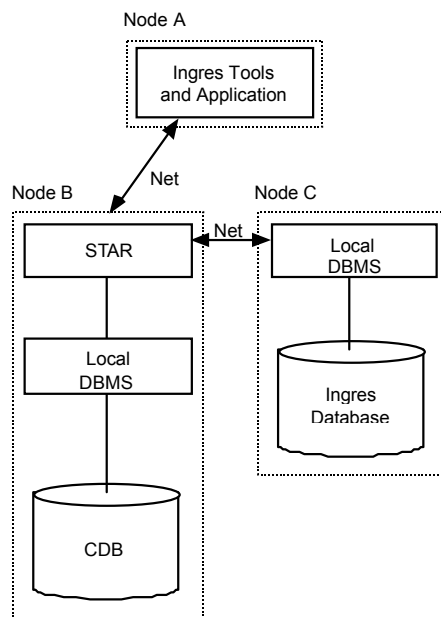 Node A
Ingres Tools
and Application
Net
Node B
Node C
STAR
Net
Local
DBMS
Local
DBMS
Ingres
Database
CDB